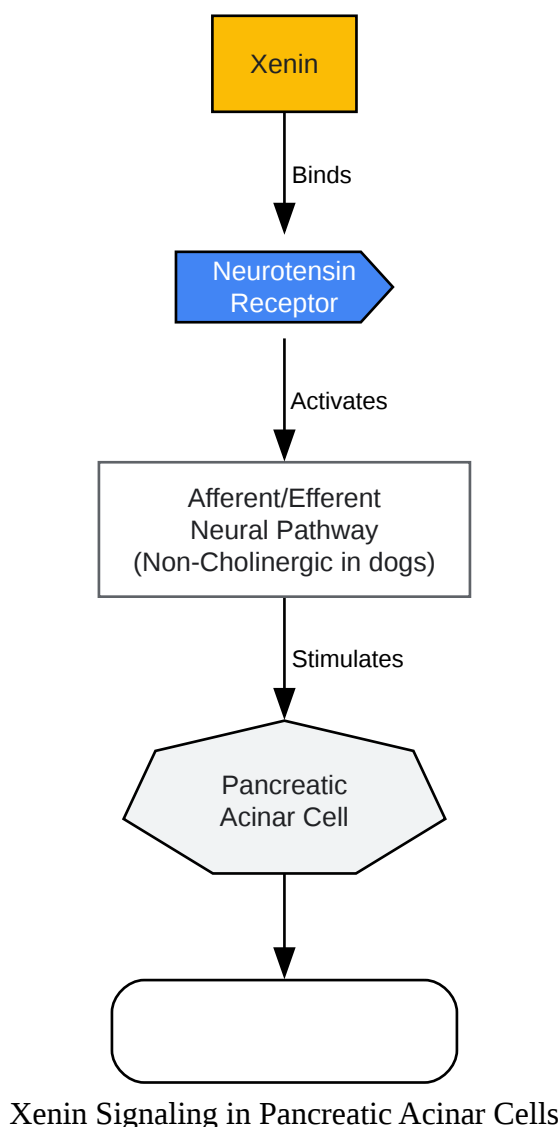 Xenin
Binds
Neurotensin
Receptor
Activates
Afferent/Efferent
Neural Pathway
(Non-Cholinergic in dogs)
Stimulates
Pancreatic
Acinar Cell
Xenin Signaling in Pancreatic Acinar Cells